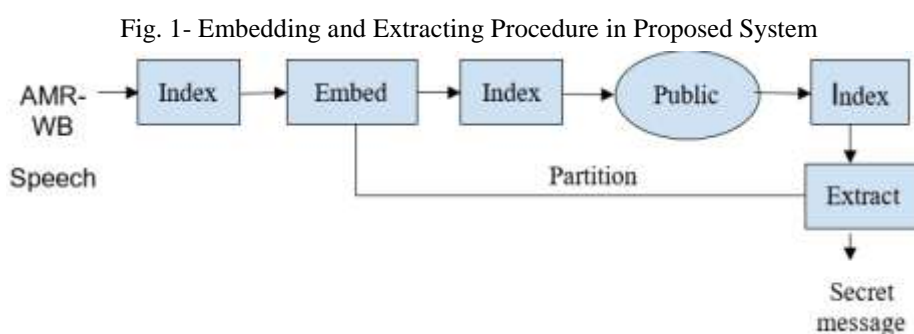 Fig. 1- Embedding and Extracting Procedure in Proposed System
AMR-
WB
Speech
Index
Embed
Index
Public
Index
Partition
Extract
Secret
message